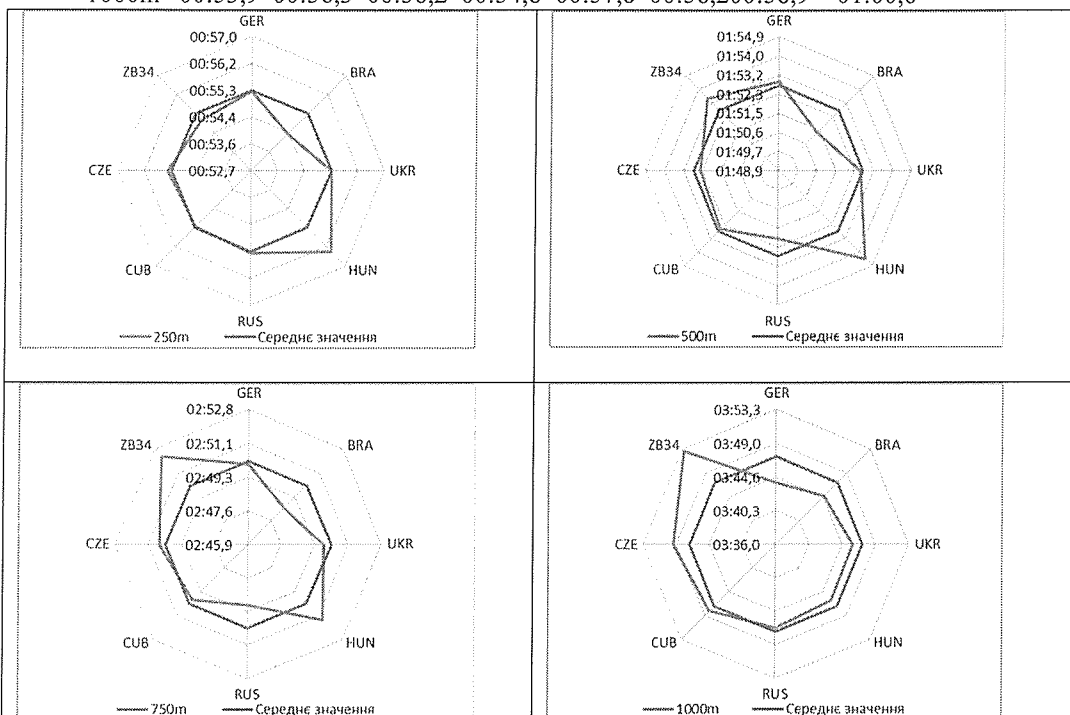 1000m
GER
00:57,0
00:56,2
00:55,3
00:54,4
00:53,6
00:52,7
ZB34
BRA
CZE
UKR
CUB
HUN
RUS
250m Середнє значення
GER
01:54,9
01:54,0
01:53,2
01:52,3
01:51,5
01:50,6
01:49,7
01:48,9
ZB34
BRA
CZE
UKR
CUB
HUN
RUS
500m Середнє значення
GER
02:52,8
02:51,1
02:49,3
02:47,6
02:45,9
ZB34
BRA
CZE
UKR
CUB
HUN
RUS
750m Середнє значення
GER
03:53,3
03:49,0
03:44,6
03:40,3
03:36,0
ZB34
BRA
CZE
UKR
CUB
HUN
RUS
1000m Середнє значення